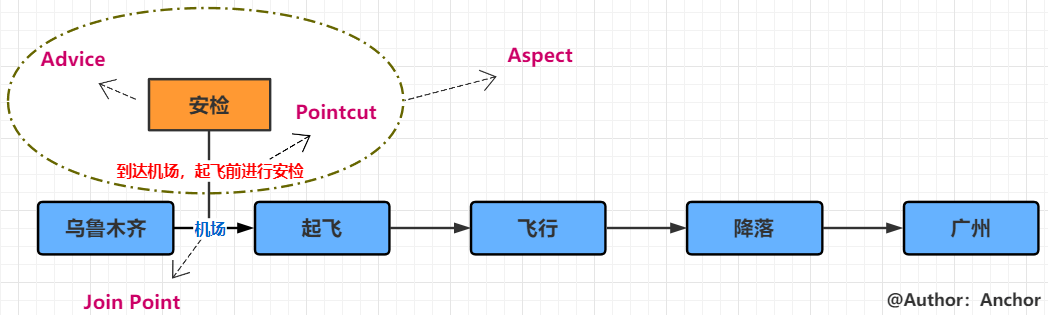 Advice
Aspect
安检
Pointcut
到达机场，起飞前进行安检
乌鲁木齐
机场
起飞
飞行
降落
广州
Join Point
@Author：Anchor